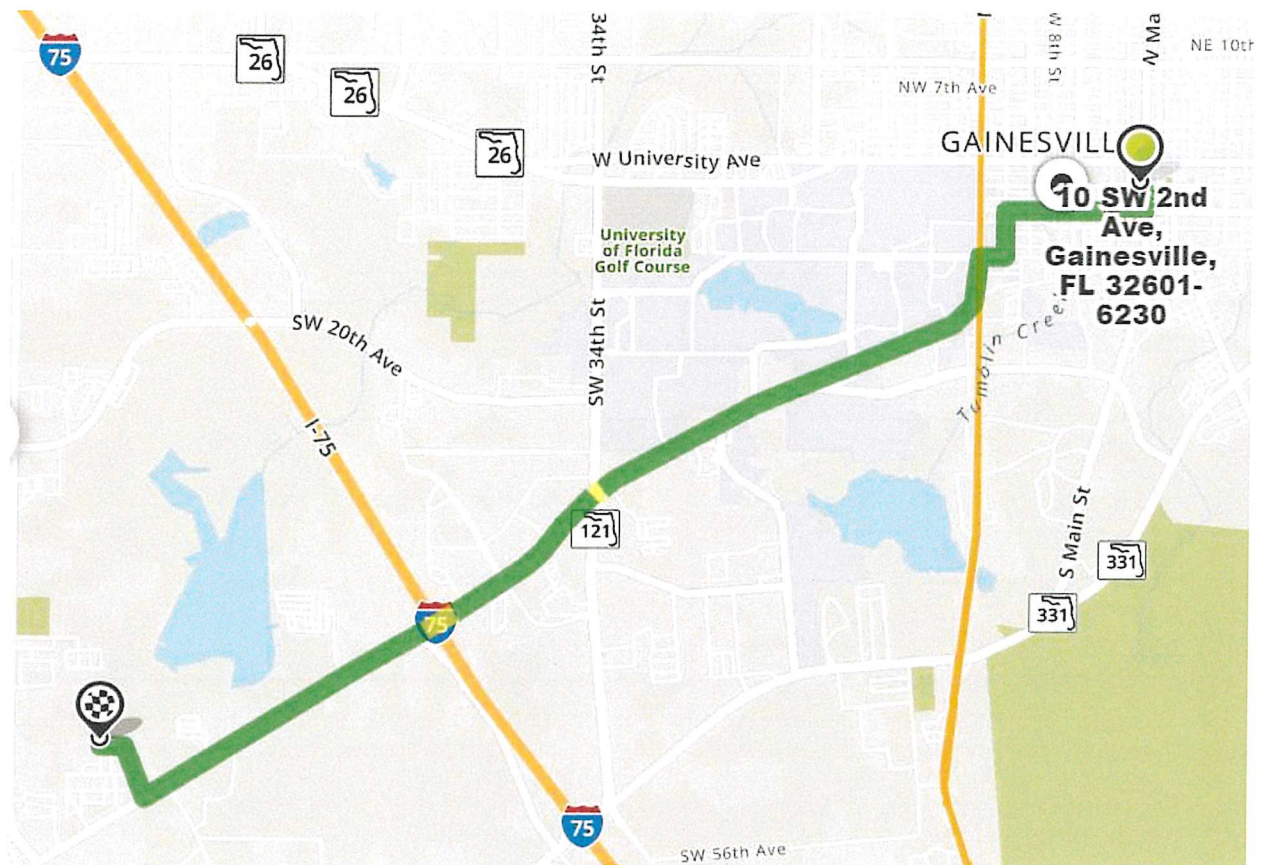 75
26
26
26
34th St
W 8th St
N Ma
NE 10th
NW 7th Ave
GAINESVILL
W University Ave
10 SW 2nd
Ave,
Gainesville,
FL 32601-
6230
University
of Florida
Golf Course
SW 34th St
SW 20th Ave
Tumblin Creek
I-75
121
S Main St
331
331
75
75
SW 56th Ave